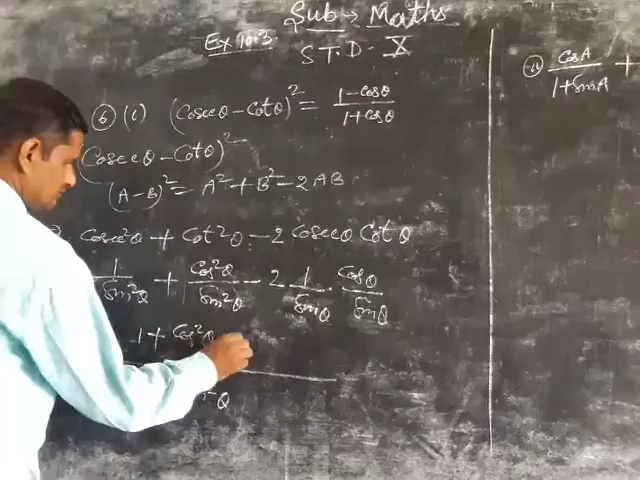 Sub → Maths
Ex 10.3
S.T.D - X
⑥ (i) (Cosecθ - Cotθ)² = 1-cosθ / 1+cosθ
(Cosecθ - Cotθ)²
(A-B)² = A² + B² - 2AB
Cosec²θ + Cot²θ - 2 Cosecθ Cotθ
1/Sin²θ + Cos²θ/Sin²θ - 2 1/Sinθ · Cosθ/Sinθ
1 + Cos²θ
θ
CosA / 1+SinA +